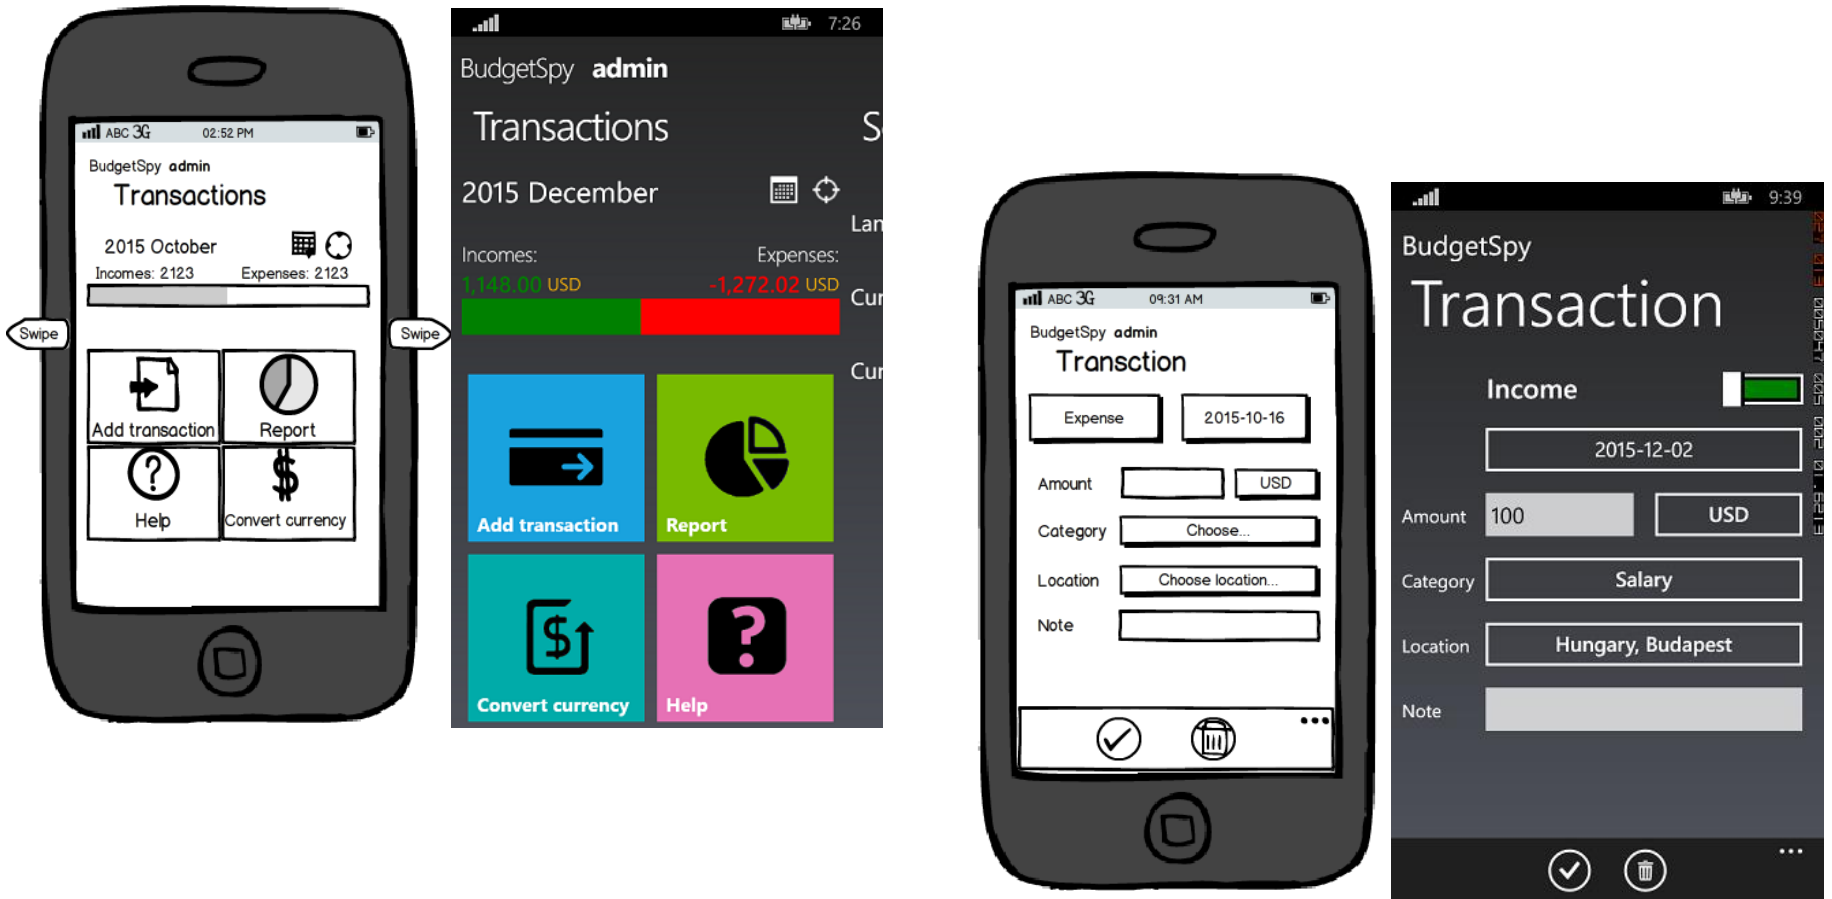 ABC 3G 02:52 PM
BudgetSpy admin
Transactions
2015 October
Incomes: 2123 Expenses: 2123
Swipe Swipe
Add transaction Report
Help Convert currency
7:26
BudgetSpy admin
Transactions S
2015 December
Lan
Incomes: Expenses:
1,148.00 USD -1,272.02 USD
Cur
Cur
Add transaction Report
Convert currency Help
ABC 3G 09:31 AM
BudgetSpy admin
Transction
Expense 2015-10-16
Amount USD
Category Choose...
Location Choose location...
Note
9:39
BudgetSpy
Transaction
Income
2015-12-02
Amount 100 USD
Category Salary
Location Hungary, Budapest
Note